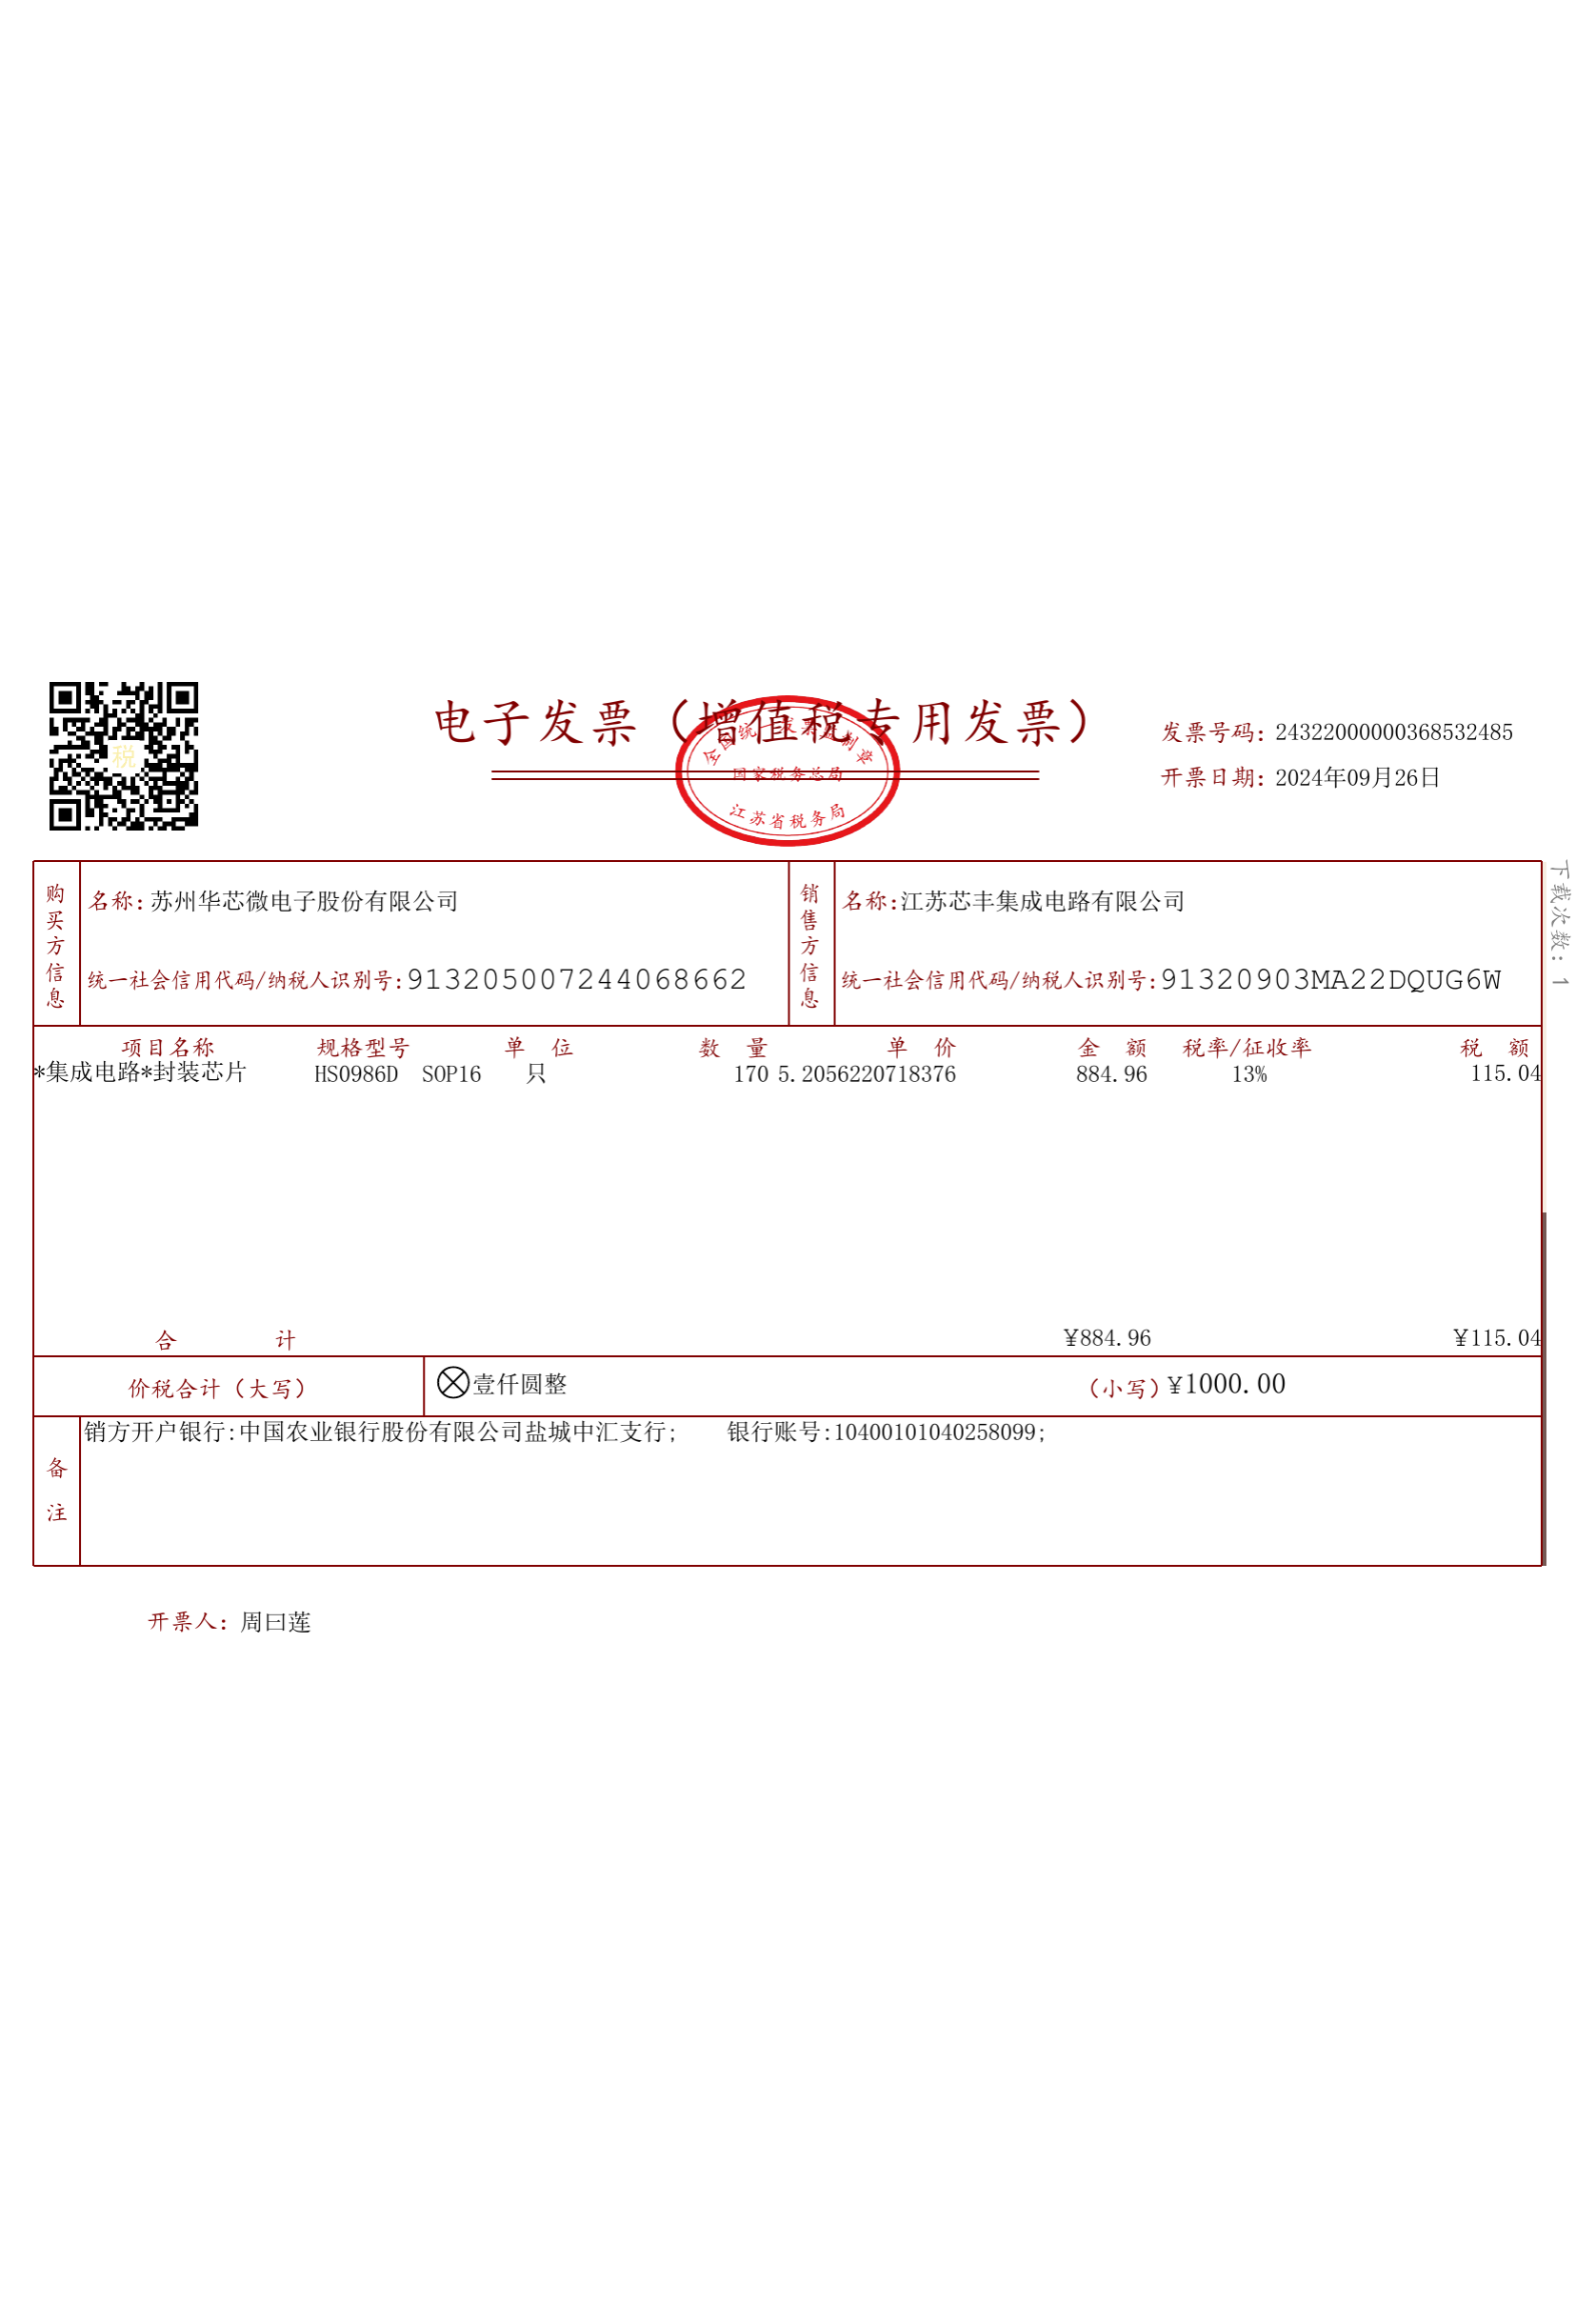 税
电子发票（增值税专用发票）
全国统一发票监制章
国家税务总局
江苏省税务局
发票号码：24322000000368532485
开票日期：2024年09月26日
下载次数：1
购买方信息
名称：苏州华芯微电子股份有限公司
统一社会信用代码/纳税人识别号：913205007244068662
销售方信息
名称：江苏芯丰集成电路有限公司
统一社会信用代码/纳税人识别号：91320903MA22DQUG6W
项目名称 规格型号 单 位 数 量 单 价 金 额 税率/征收率 税 额
*集成电路*封装芯片 HS0986D SOP16 只 170 5.2056220718376 884.96 13% 115.04
合 计 ¥884.96 ¥115.04
价税合计（大写） ⊗壹仟圆整 （小写）¥1000.00
备注
销方开户银行:中国农业银行股份有限公司盐城中汇支行; 银行账号:10400101040258099;
开票人：周曰莲